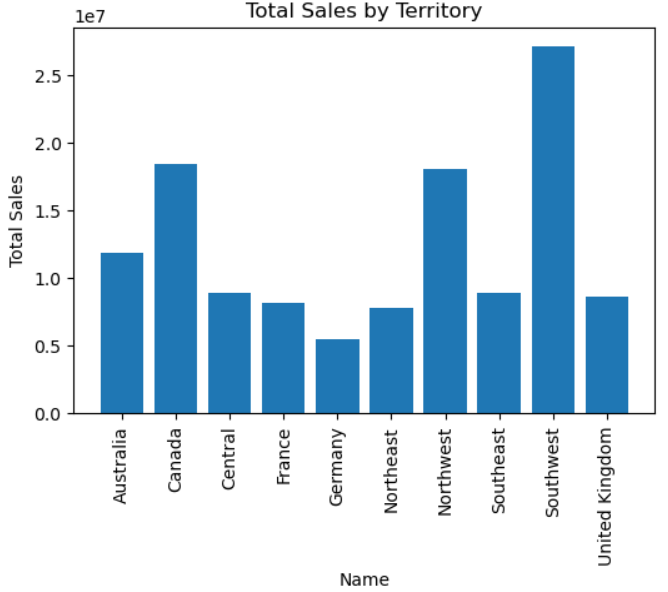 Total Sales by Territory
1e7
2.5
2.0
1.5
1.0
0.5
0.0
Total Sales
Australia
Canada
Central
France
Germany
Northeast
Northwest
Southeast
Southwest
United Kingdom
Name